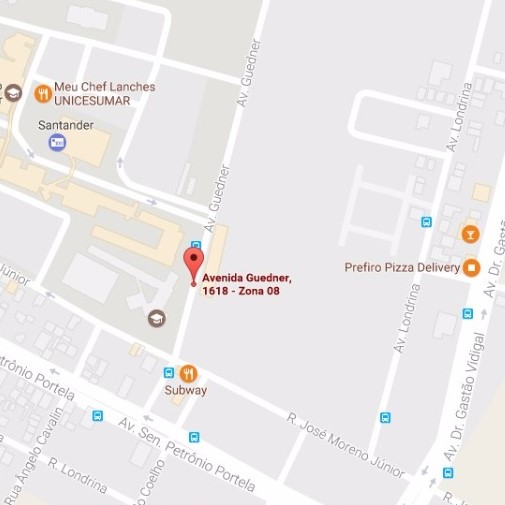 Av. Guedner
Meu Chef Lanches
UNICESUMAR
Santander
Av. Londrina
Av. Guedner
Av. Dr. Gastã
Prefiro Pizza Delivery
Avenida Guedner,
1618 - Zona 08
Júnior
Av. Londrina
Av. Dr. Gastão Vidigal
Subway
Petrônio Portela
Av. Sen. Petrônio Portela
R. José Moreno Júnior
Rua Ângelo Cavalin
R. Londrina
Coelho